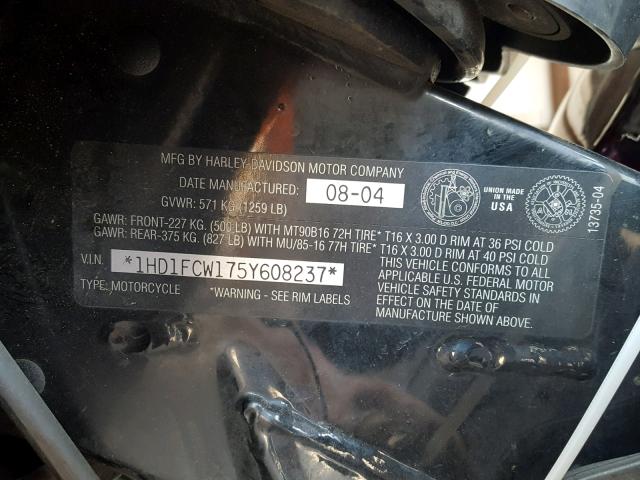 MFG BY HARLEY-DAVIDSON MOTOR COMPANY
DATE MANUFACTURED: 08-04
GVWR: 571 KG (1259 LB)
UNION MADE IN THE
USA
13735-04
GAWR: FRONT-227 KG. (500 LB) WITH MT90B16 72H TIRE* T16 X 3.00 D RIM AT 36 PSI COLD
GAWR: REAR-375 KG. (827 LB) WITH MU/85-16 77H TIRE* T16 X 3.00 D RIM AT 40 PSI COLD
V.I.N. *1HD1FCW175Y608237*
THIS VEHICLE CONFORMS TO ALL
APPLICABLE U.S. FEDERAL MOTOR
VEHICLE SAFETY STANDARDS IN
EFFECT ON THE DATE OF
MANUFACTURE SHOWN ABOVE.
TYPE: MOTORCYCLE *WARNING - SEE RIM LABELS